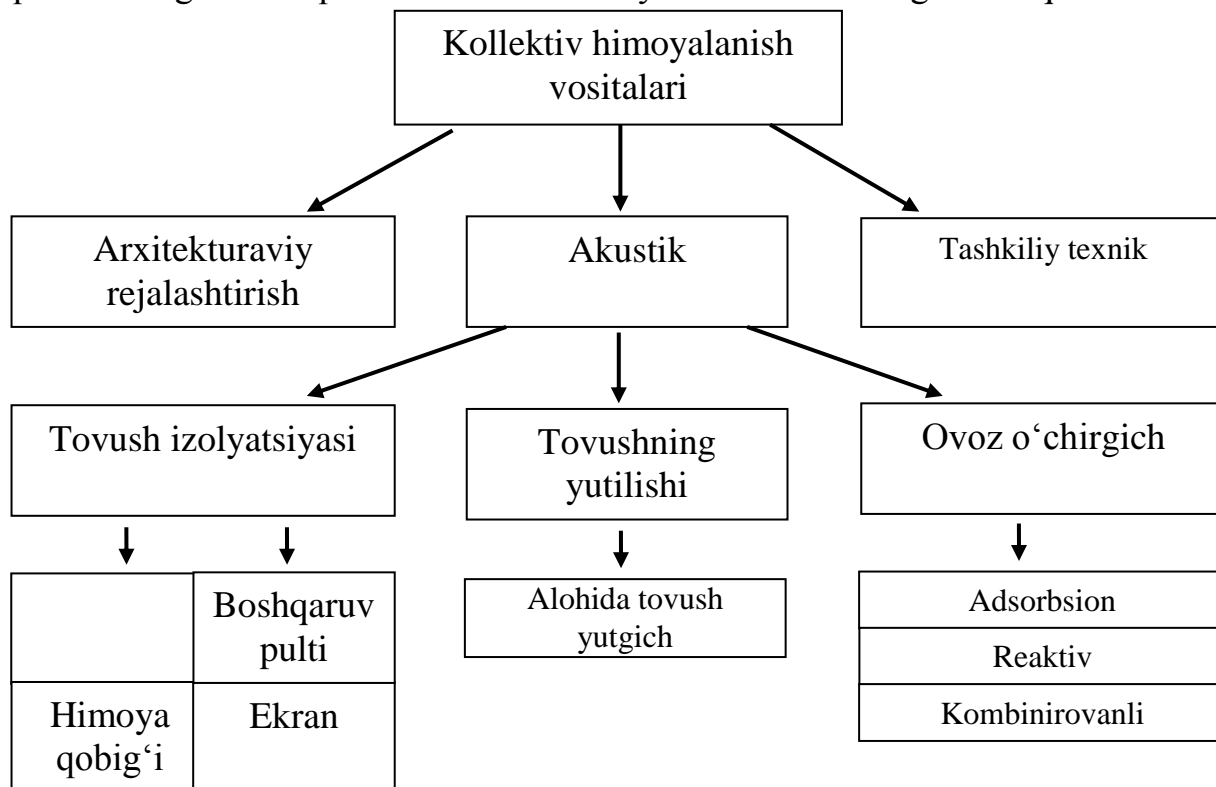 Kollektiv himoyalanish
vositalari
Arxitekturaviy
rejalashtirish
Akustik
Tashkiliy texnik
Tovush izolyatsiyasi
Tovushning
yutilishi
Ovoz o‘chirgich
Boshqaruv
pulti
Himoya
qobig‘i
Ekran
Alohida tovush
yutgich
Adsorbsion
Reaktiv
Kombinirovanli